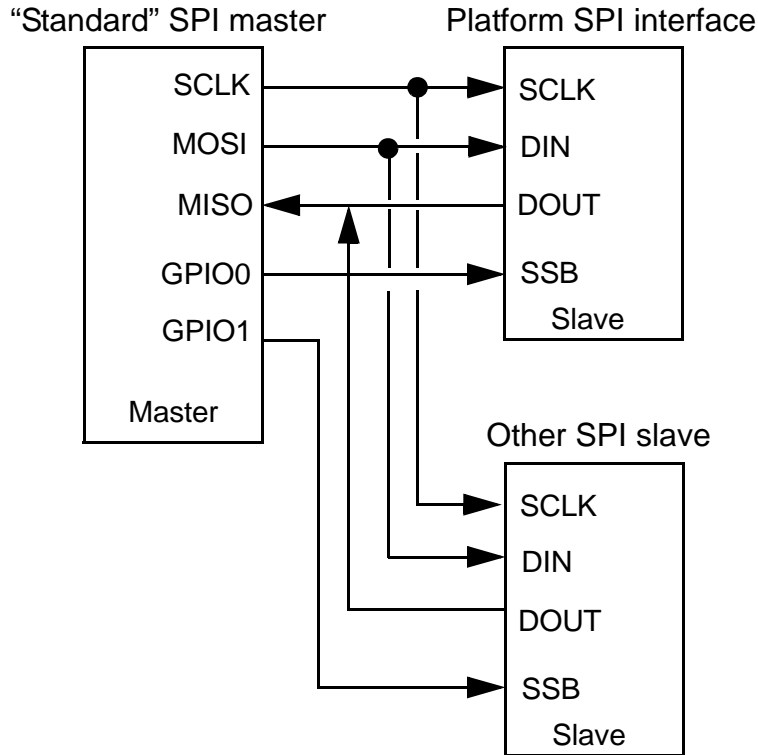 “Standard” SPI master
SCLK
MOSI
MISO
GPIO0
GPIO1
Master
Platform SPI interface
SCLK
DIN
DOUT
SSB
Slave
Other SPI slave
SCLK
DIN
DOUT
SSB
Slave